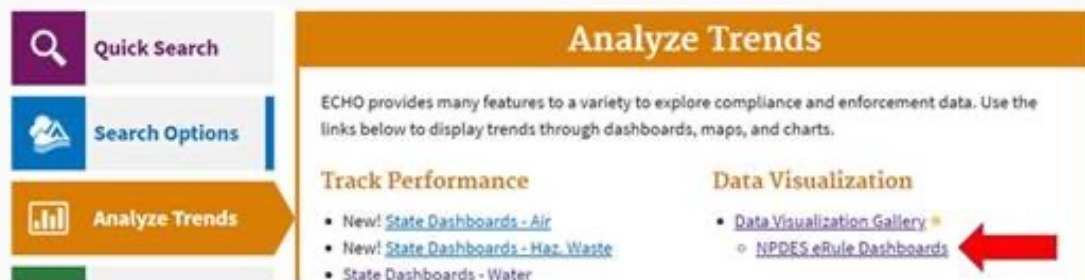 Quick Search
Search Options
Analyze Trends
Analyze Trends
ECHO provides many features to a variety to explore compliance and enforcement data. Use the
links below to display trends through dashboards, maps, and charts.
Track Performance
• New! State Dashboards - Air
• New! State Dashboards - Haz. Waste
• State Dashboards - Water
Data Visualization
• Data Visualization Gallery
○ NPDES eRule Dashboards